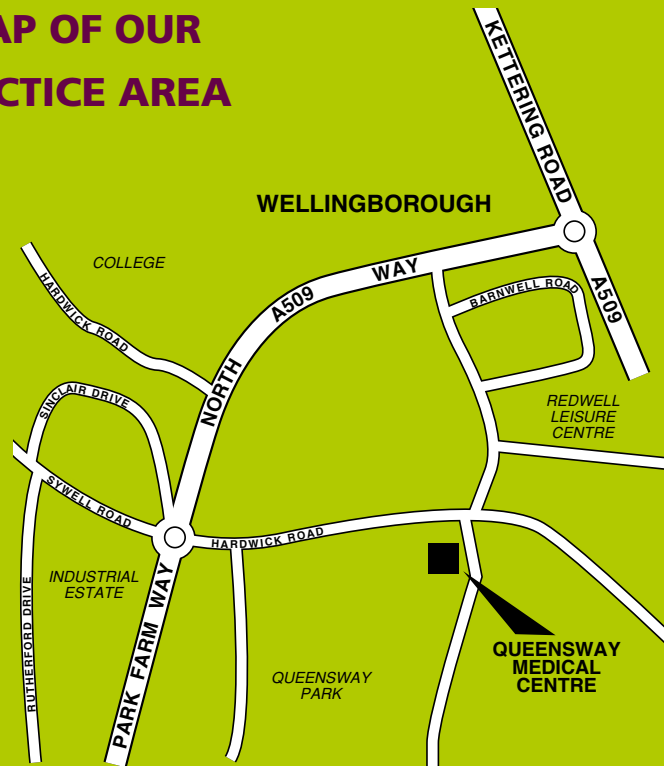 AP OF OUR
CTICE AREA
KETTERING ROAD
WELLINGBOROUGH
COLLEGE
HARDWICK ROAD
NORTH
A509
WAY
BARNWELL ROAD
A509
SINCLAIR DRIVE
REDWELL
LEISURE
CENTRE
SYWELL ROAD
HARDWICK ROAD
INDUSTRIAL
ESTATE
RUTHERFORD DRIVE
PARK FARM WAY
QUEENSWAY
PARK
QUEENSWAY
MEDICAL
CENTRE